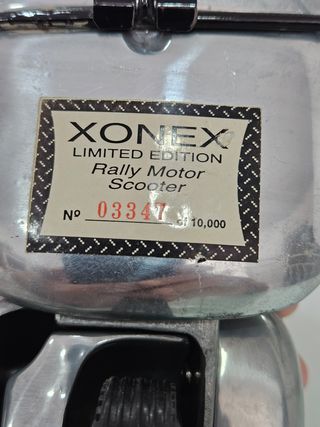 XONEX
LIMITED EDITION
Rally Motor
Scooter
Nº 03347 of 10,000